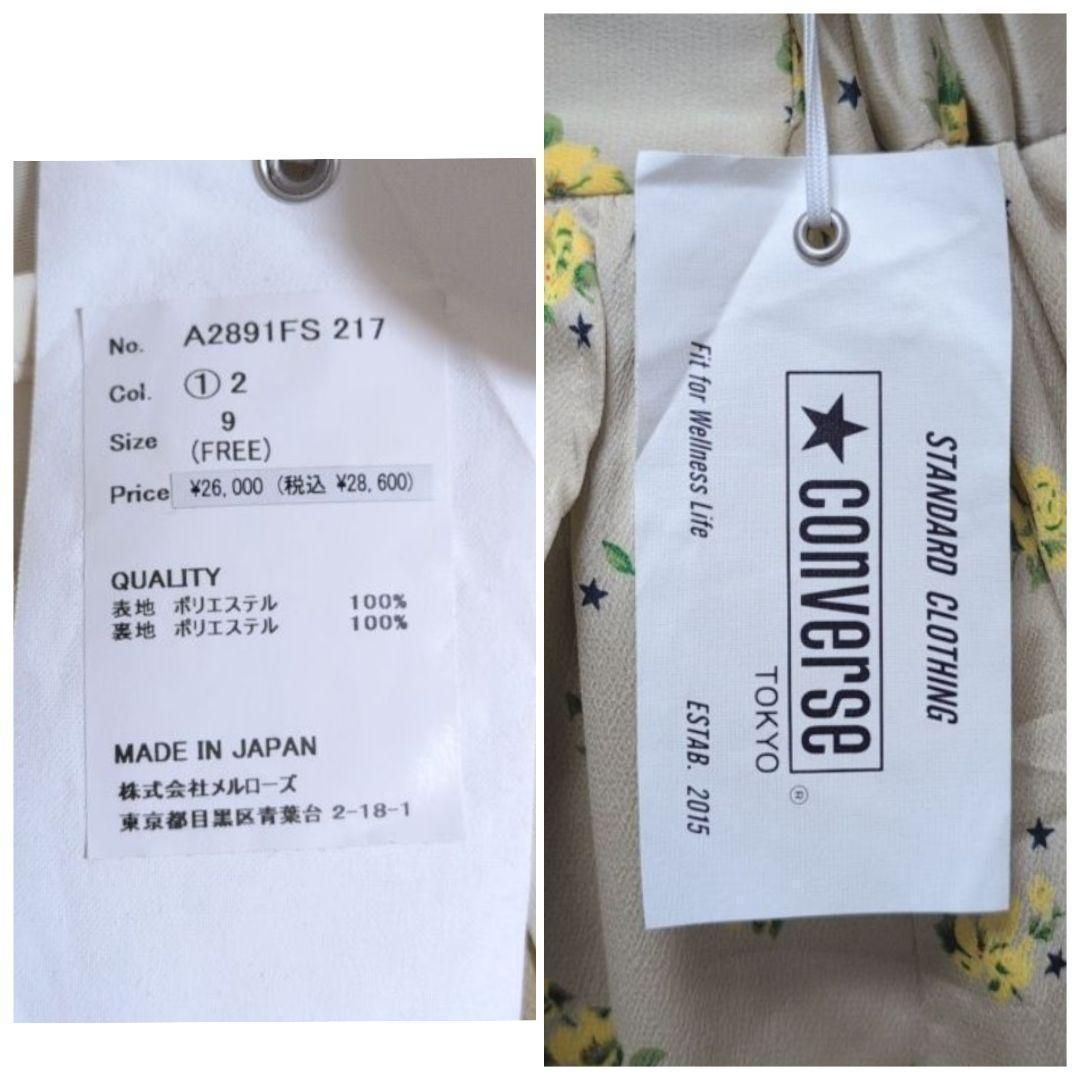 No. A2891FS 217
Col. ① 2
Size 9
(FREE)
Price ¥26,000 (税込 ¥28,600)
QUALITY
表地 ポリエステル 100%
裏地 ポリエステル 100%
MADE IN JAPAN
株式会社メルローズ
東京都目黒区青葉台 2-18-1
STANDARD CLOTHING
★ converse
TOKYO ®
Fit for Wellness Life
ESTAB. 2015